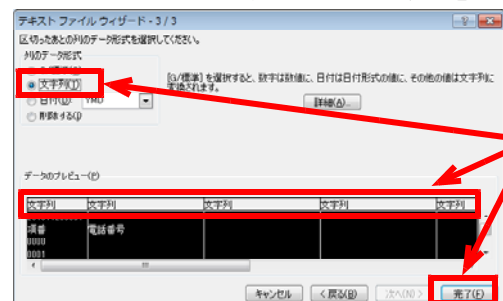 テキスト ファイル ウィザード - 3 / 3
区切ったあとの列のデータ形式を選択してください。
列のデータ形式
文字列(T)
[G/標準] を選択すると、数字は数値に、日付は日付形式の値に、その他の値は文字列に
変換されます。
日付(D): YMD
詳細(A)...
削除する(I)
データのプレビュー(P)
文字列 文字列 文字列 文字列 文字列
項番 電話番号
0000
0001
キャンセル < 戻る(B) 次へ(N) > 完了(F)